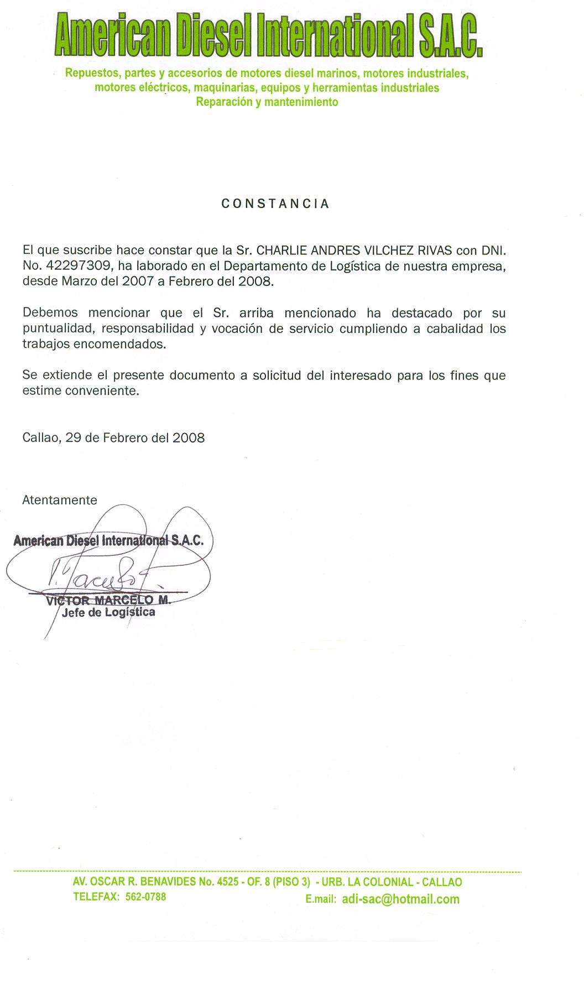 American Diesel International S.A.C.
Repuestos, partes y accesorios de motores diesel marinos, motores industriales,
motores eléctricos, maquinarias, equipos y herramientas industriales
Reparación y mantenimiento
CONSTANCIA
El que suscribe hace constar que la Sr. CHARLIE ANDRES VILCHEZ RIVAS con DNI.
No. 42297309, ha laborado en el Departamento de Logística de nuestra empresa,
desde Marzo del 2007 a Febrero del 2008.
Debemos mencionar que el Sr. arriba mencionado ha destacado por su
puntualidad, responsabilidad y vocación de servicio cumpliendo a cabalidad los
trabajos encomendados.
Se extiende el presente documento a solicitud del interesado para los fines que
estime conveniente.
Callao, 29 de Febrero del 2008
Atentamente
American Diesel International S.A.C.
VICTOR MARCELO M.
Jefe de Logística
AV. OSCAR R. BENAVIDES No. 4525 - OF. 8 (PISO 3) - URB. LA COLONIAL - CALLAO
TELEFAX: 562-0788 E.mail: adi-sac@hotmail.com